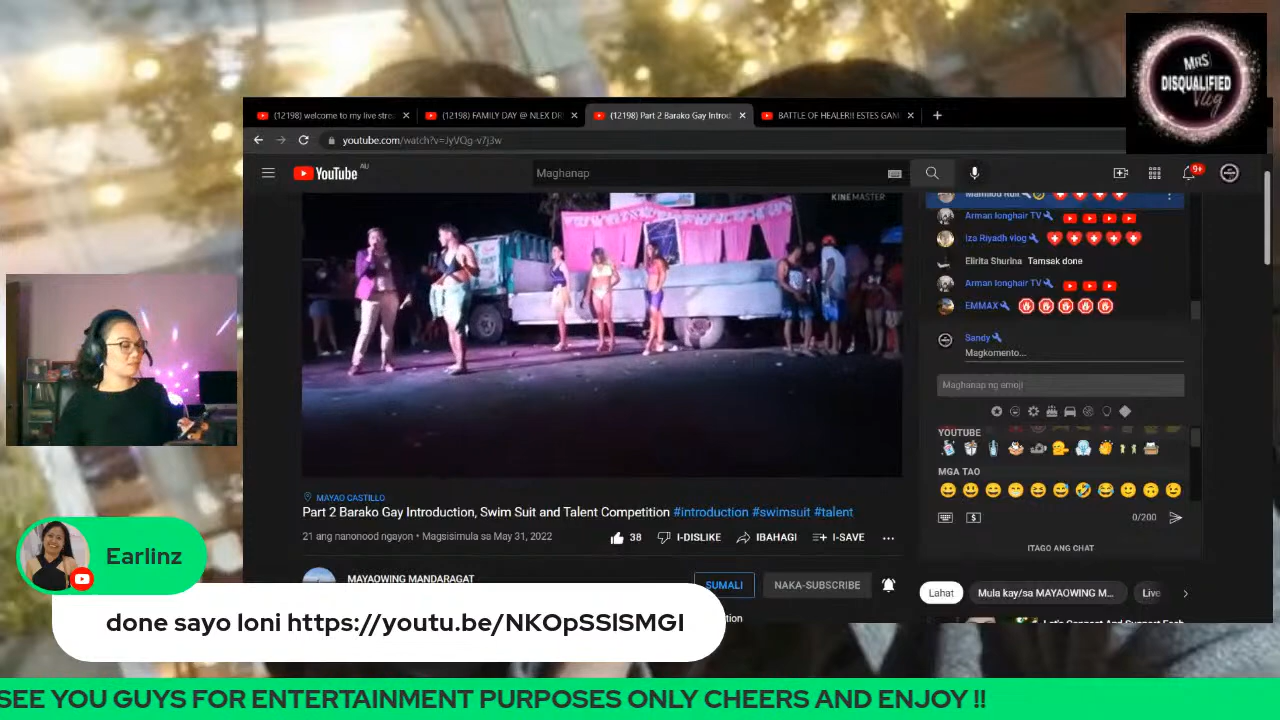 MRS
DISQUALIFIED
Vlog
(12198) welcome to my live stre
(12198) FAMILY DAY @ NLEX DR
(12198) Part 2 Barako Gay Introd
BATTLE OF HEALER!! ESTES GAM
youtube.com/watch?v=JyVQg-v7j3w
YouTube AU
Maghanap
9+
KINEMASTER
Arman longhair TV
Iza Riyadh vlog
Elirita Shurina Tamsak done
Arman longhair TV
EMMAX
Sandy
Magkomento...
Maghanap ng emoji
YOUTUBE
MGA TAO
0/200
ITAGO ANG CHAT
MAYAO CASTILLO
Part 2 Barako Gay Introduction, Swim Suit and Talent Competition #introduction #swimsuit #talent
21 ang nanonood ngayon • Magsisimula sa May 31, 2022
38
I-DISLIKE
IBAHAGI
I-SAVE
MAYAOWING MANDARAGAT
SUMALI
NAKA-SUBSCRIBE
Lahat
Mula kay/sa MAYAOWING M...
Live
Earlinz
done sayo loni https://youtu.be/NKOpSSlSMGI
SEE YOU GUYS FOR ENTERTAINMENT PURPOSES ONLY CHEERS AND ENJOY !!